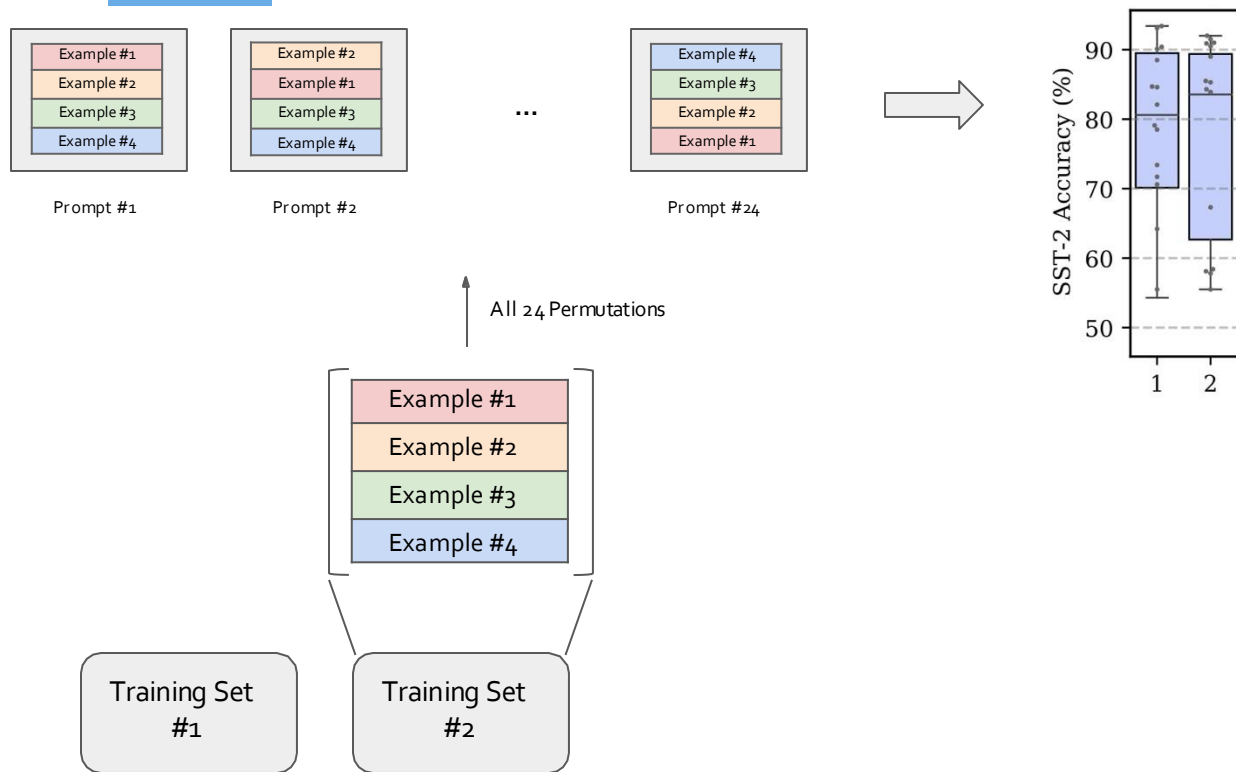 Example #1
Example #2
Example #3
Example #4
Prompt #1
Example #2
Example #1
Example #3
Example #4
Prompt #2
...
Example #4
Example #3
Example #2
Example #1
Prompt #24
SST-2 Accuracy (%)
90
80
70
60
50
1 2
All 24 Permutations
Example #1
Example #2
Example #3
Example #4
Training Set
#1
Training Set
#2